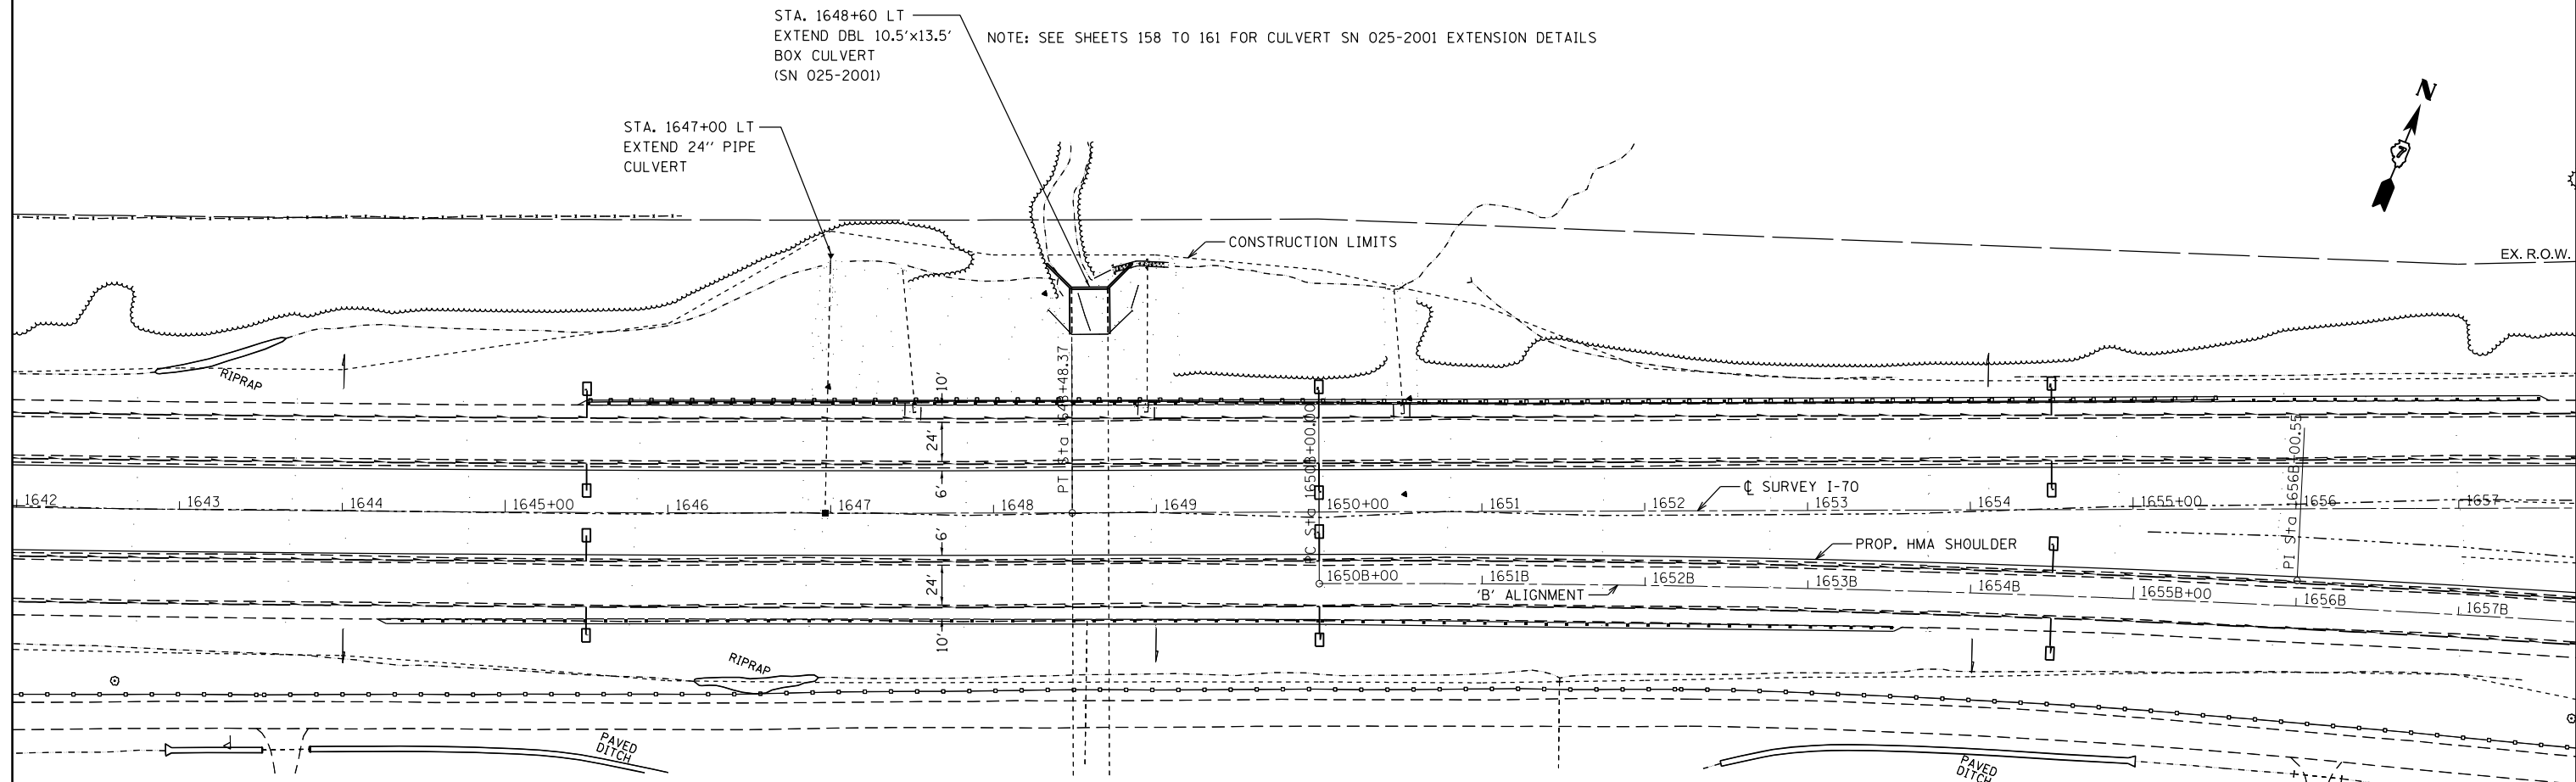 STA. 1648+60 LT
EXTEND DBL 10.5'x13.5'
BOX CULVERT
(SN 025-2001)
NOTE: SEE SHEETS 158 TO 161 FOR CULVERT SN 025-2001 EXTENSION DETAILS
N
STA. 1647+00 LT
EXTEND 24'' PIPE
CULVERT
CONSTRUCTION LIMITS
EX. R.O.W.
RIPRAP
10'
PT Sta 1648+48.37
24'
PC Sta 1650B+00.00
PI Sta 1656B+00.55
6'
1642
1643
1644
1645+00
1646
1647
1648
1649
1650+00
1651
1652
℄ SURVEY I-70
1653
1654
1655+00
1656
1657
6'
PROP. HMA SHOULDER
24'
1650B+00
1651B
1652B
1653B
1654B
1655B+00
1656B
1657B
'B' ALIGNMENT
10'
RIPRAP
PAVED
DITCH
PAVED
DITCH